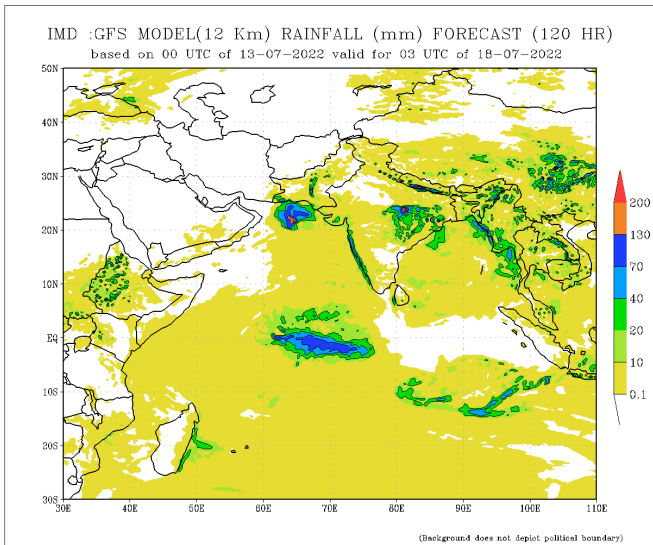 IMD :GFS MODEL(12 Km) RAINFALL (mm) FORECAST (120 HR)
based on 00 UTC of 13-07-2022 valid for 03 UTC of 18-07-2022
50N
40N
30N
20N
10N
EQ
10S
20S
30S
30E 40E 50E 60E 70E 80E 90E 100E 110E
200
130
70
40
20
10
0.1
(Background does not depict political boundary)